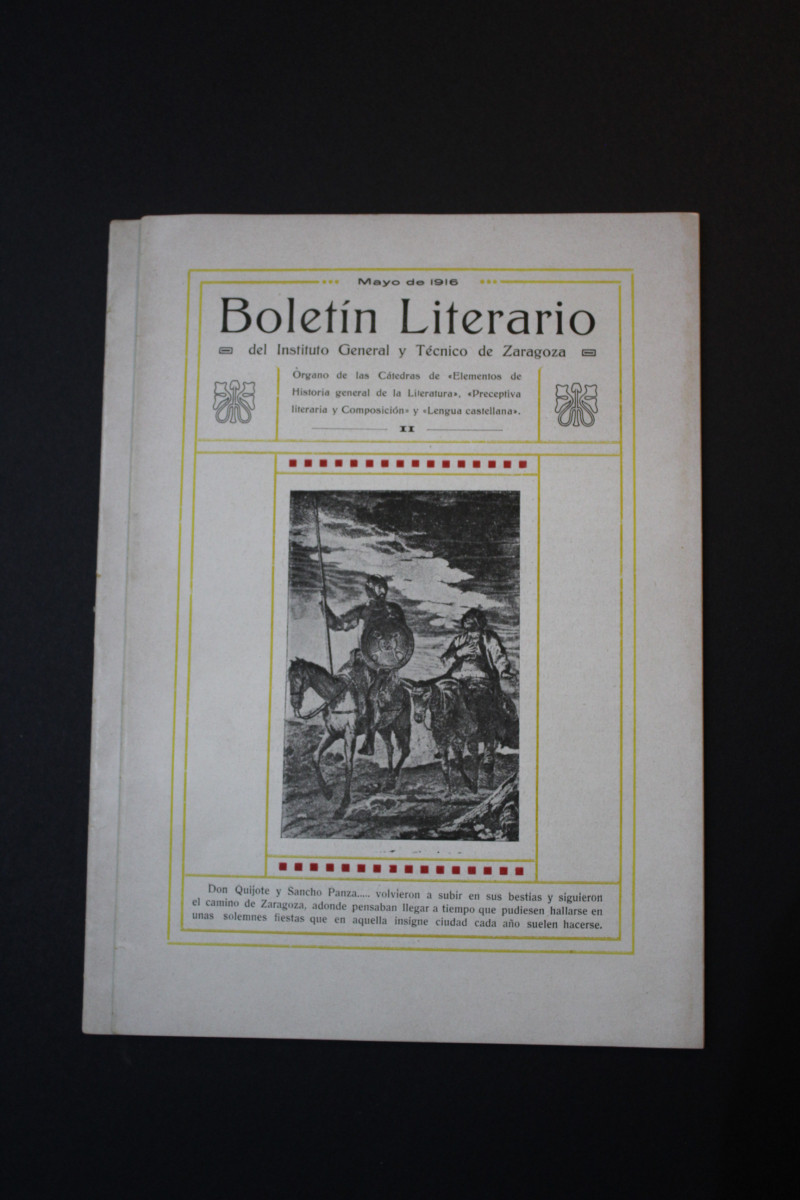 Mayo de 1916
Boletín Literario
del Instituto General y Técnico de Zaragoza
Órgano de las Cátedras de «Elementos de
Historia general de la Literatura», «Preceptiva
literaria y Composición» y «Lengua castellana».
II
Don Quijote y Sancho Panza.... volvieron a subir en sus bestias y siguieron
el camino de Zaragoza, adonde pensaban llegar a tiempo que pudiesen hallarse en
unas solemnes fiestas que en aquella insigne ciudad cada año suelen hacerse.